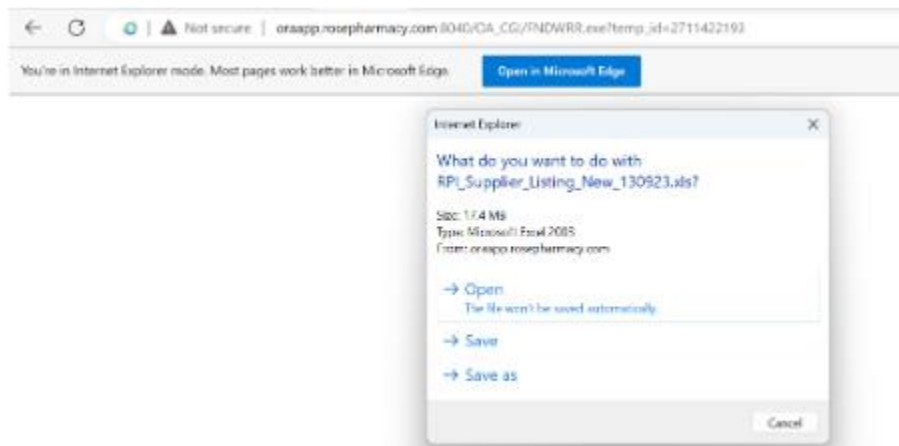 Not secure | oraapp.rosepharmacy.com:8040/OA_CGI/FNDWRR.exe?temp_id=2711422193
You're in Internet Explorer mode. Most pages work better in Microsoft Edge.
Open in Microsoft Edge
Internet Explorer
What do you want to do with
RPI_Supplier_Listing_New_130923.xls?
Size: 17.4 MB
Type: Microsoft Excel 2003
From: oraapp.rosepharmacy.com
Open
The file won't be saved automatically.
Save
Save as
Cancel